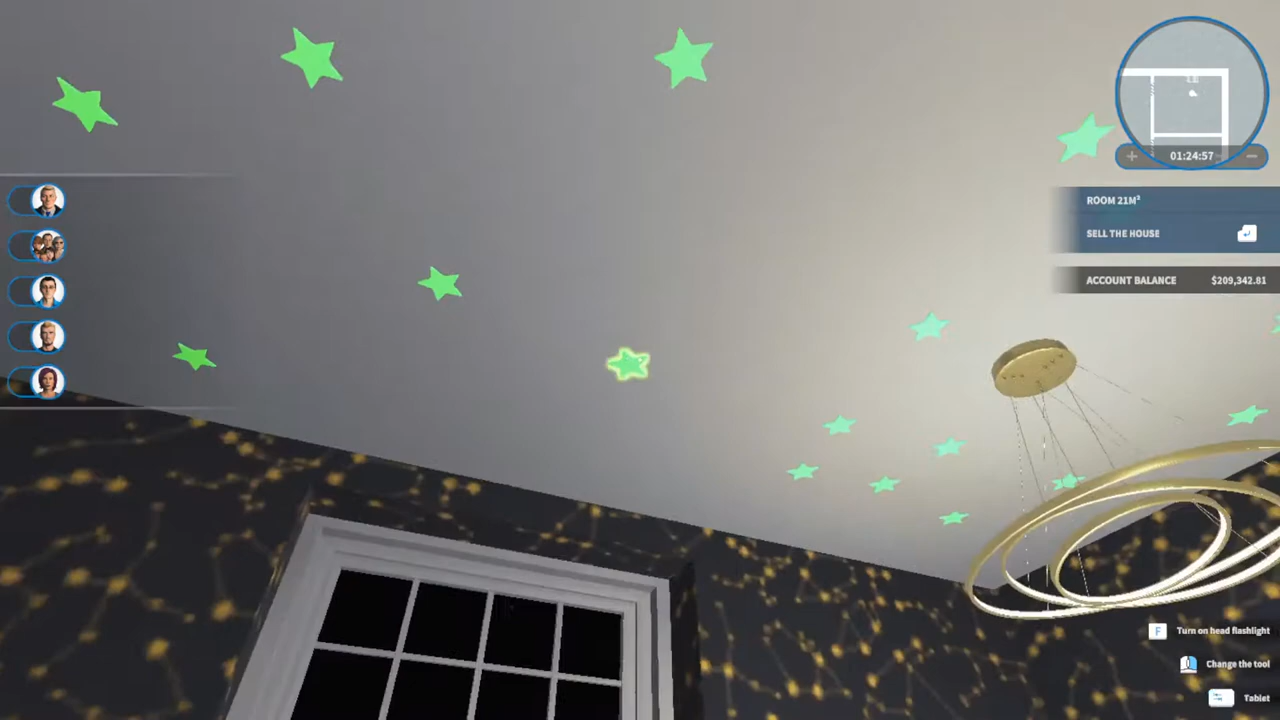 01:24:57
ROOM 21M²
SELL THE HOUSE
ACCOUNT BALANCE $209,342.81
F Turn on head flashlight
Change the tool
Tablet